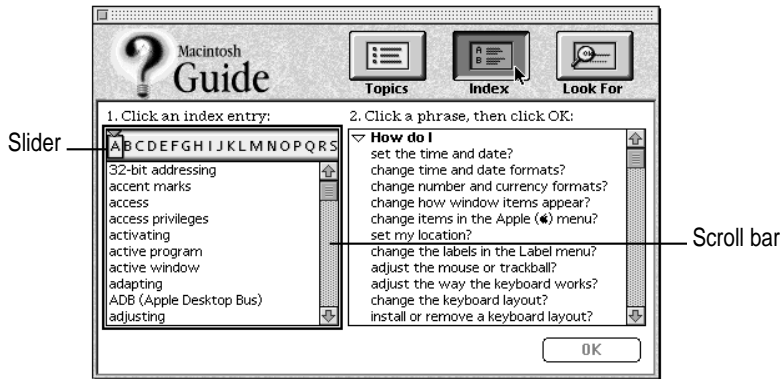 Macintosh
Guide
Topics
Index
Look For
1. Click an index entry:
2. Click a phrase, then click OK:
Slider
A B C D E F G H I J K L M N O P Q R S
32-bit addressing
accent marks
access
access privileges
activating
active program
active window
adapting
ADB (Apple Desktop Bus)
adjusting
How do I
set the time and date?
change time and date formats?
change number and currency formats?
change how window items appear?
change items in the Apple () menu?
set my location?
change the labels in the Label menu?
adjust the mouse or trackball?
adjust the way the keyboard works?
change the keyboard layout?
install or remove a keyboard layout?
Scroll bar
OK